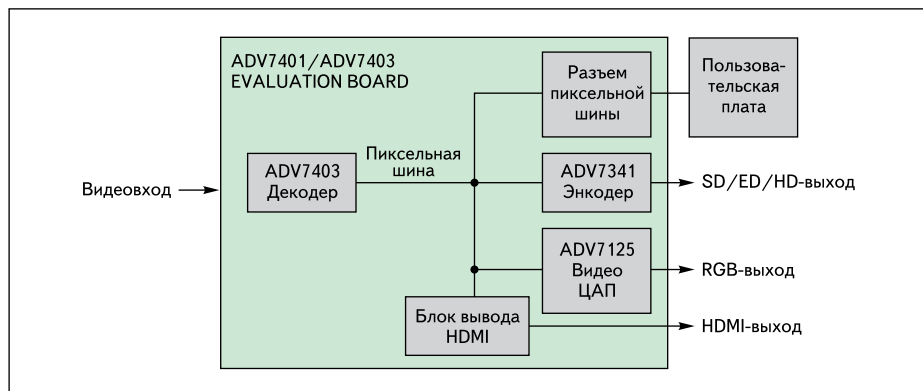 ADV7401/ADV7403
EVALUATION BOARD
Разъем
пиксельной
шины
Пользова-
тельская
плата
Пиксельная
шина
ADV7403
Декодер
ADV7341
Энкодер
Видеовход
SD/ED/HD-выход
ADV7125
Видео
ЦАП
RGB-выход
Блок вывода
HDMI
HDMI-выход